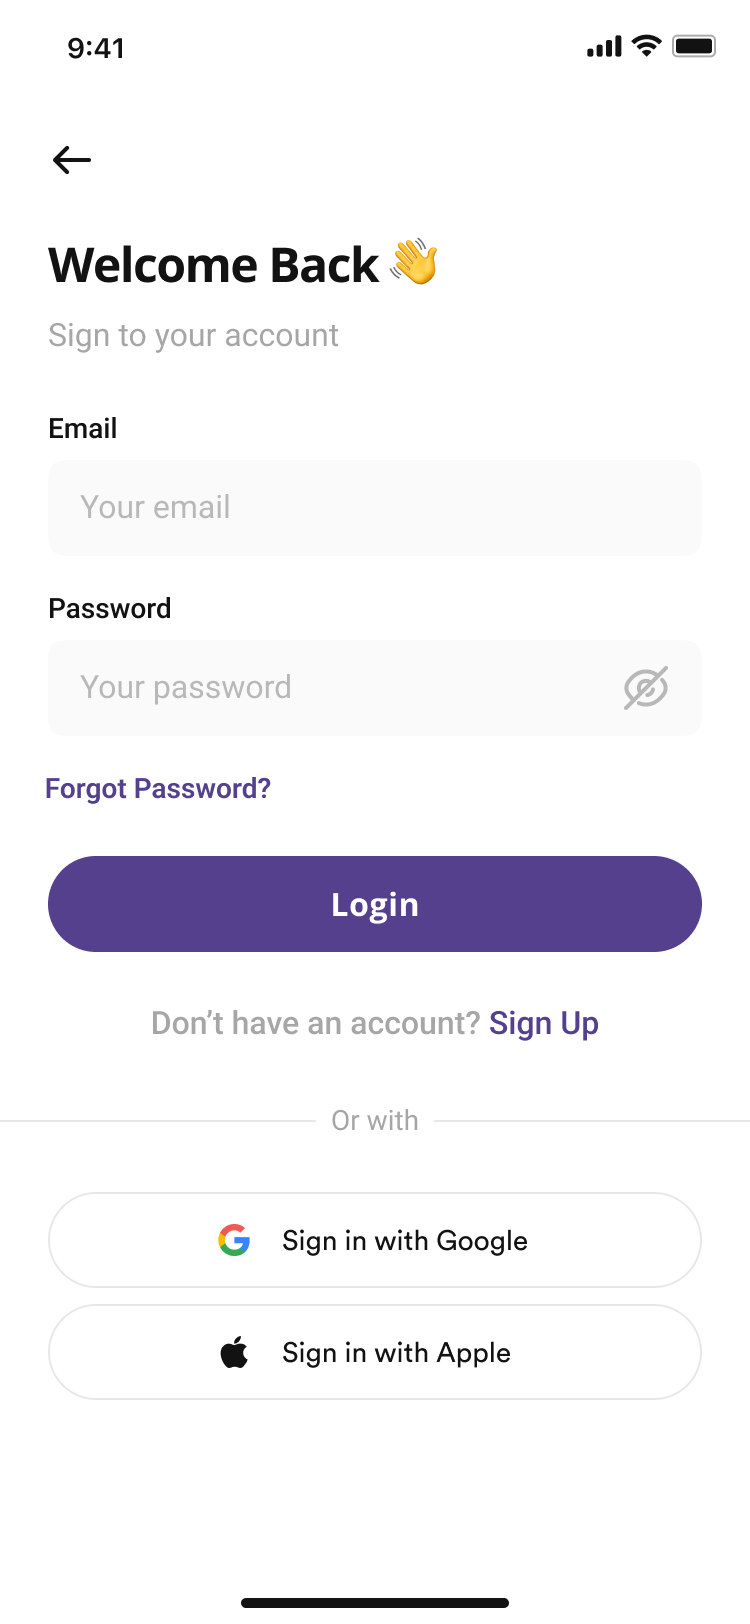 9:41
Welcome Back 👋
Sign to your account
Email
Your email
Password
Your password
Forgot Password?
Login
Don’t have an account? Sign Up
Or with
Sign in with Google
Sign in with Apple